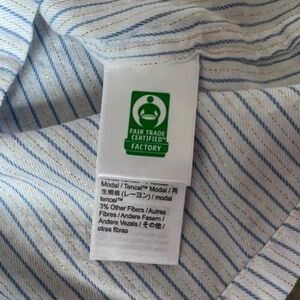 FAIR TRADE
CERTIFIED™
FACTORY
Modal / Tencel™ Modal / 再
生繊維 (レーヨン) / modal
tencel™
3% Other Fibers / Autres
Fibres / Andere Fasern /
Andere Vezels / その他 /
otras fibras